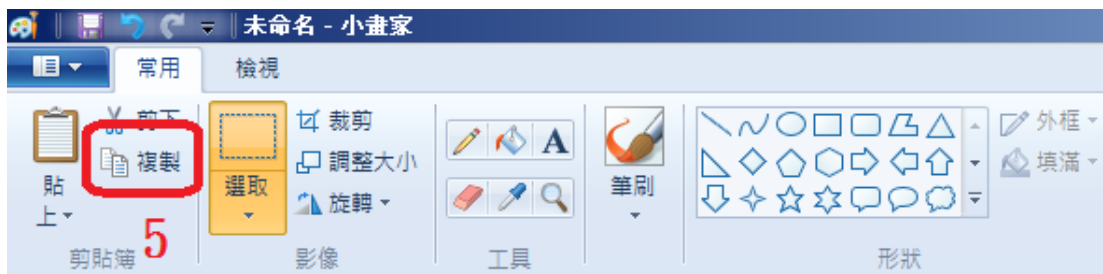 未命名 - 小畫家
常用 檢視
剪下 裁剪 外框
複製 調整大小 A 填滿
貼上 選取 旋轉 筆刷
5
剪貼簿 影像 工具 形狀